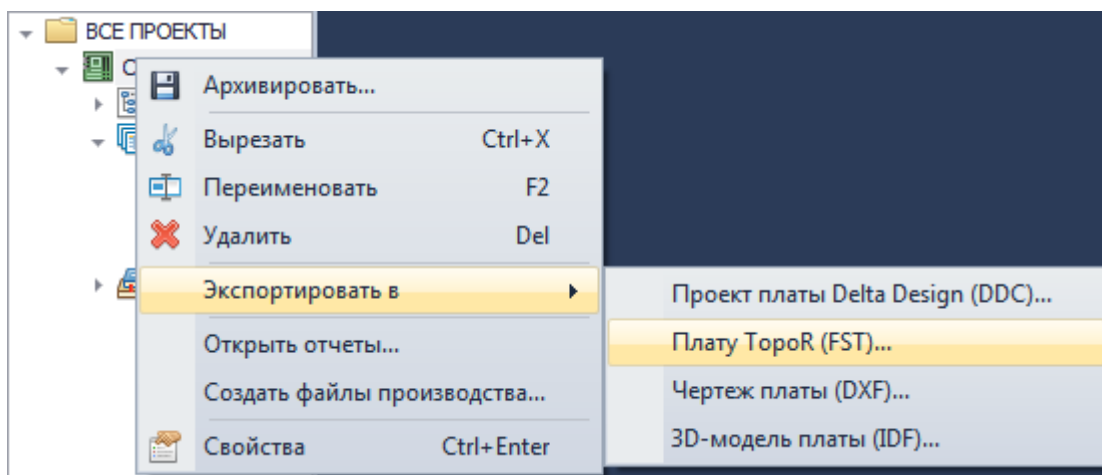 ВСЕ ПРОЕКТЫ
Архивировать...
Вырезать Ctrl+X
Переименовать F2
Удалить Del
Экспортировать в
Проект платы Delta Design (DDC)...
Открыть отчеты...
Плату TopoR (FST)...
Создать файлы производства...
Чертеж платы (DXF)...
Свойства Ctrl+Enter
3D-модель платы (IDF)...